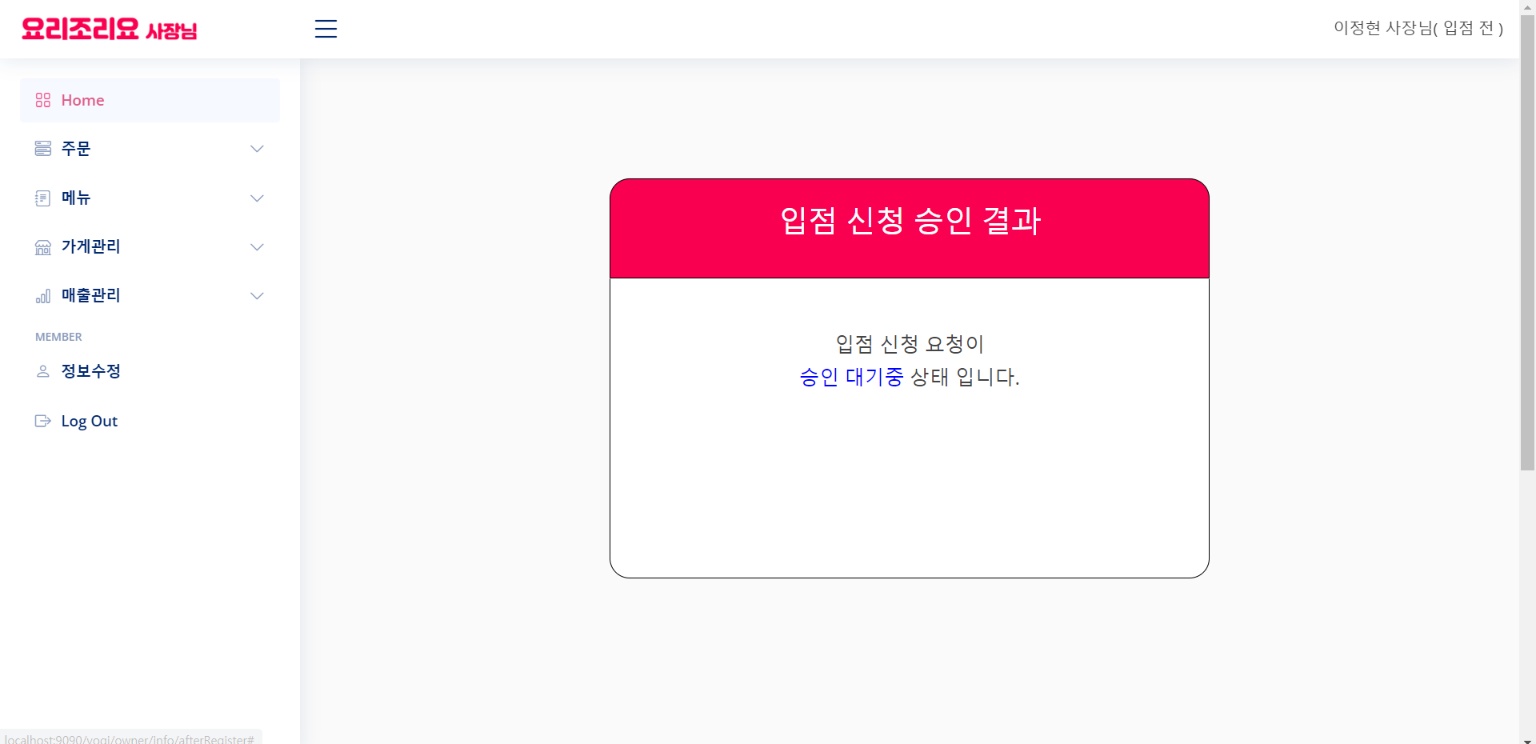 요리조리요 사장님
이정현 사장님( 입점 전 )
Home
주문
메뉴
가게관리
매출관리
MEMBER
정보수정
Log Out
입점 신청 승인 결과
입점 신청 요청이
승인 대기중 상태 입니다.
localhost:9090/yogi/owner/info/afterRegister#